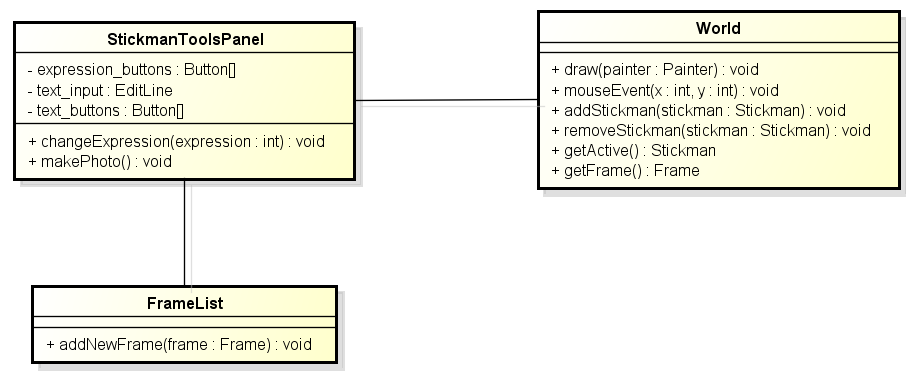 StickmanToolsPanel
- expression_buttons : Button[]
- text_input : EditLine
- text_buttons : Button[]
+ changeExpression(expression : int) : void
+ makePhoto() : void
World
+ draw(painter : Painter) : void
+ mouseEvent(x : int, y : int) : void
+ addStickman(stickman : Stickman) : void
+ removeStickman(stickman : Stickman) : void
+ getActive() : Stickman
+ getFrame() : Frame
FrameList
+ addNewFrame(frame : Frame) : void